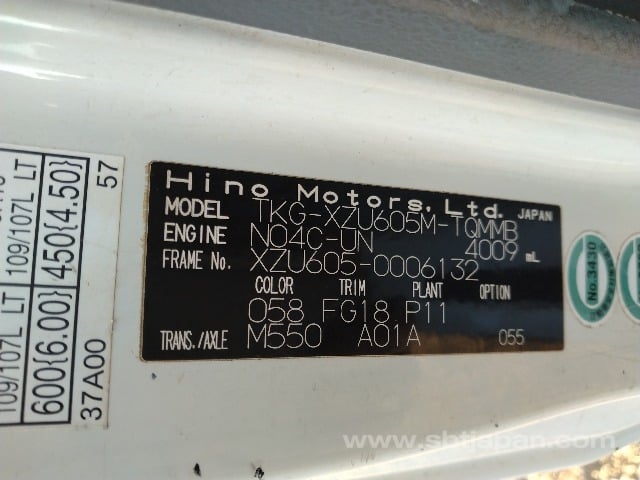 Hino Motors, Ltd. JAPAN
MODEL TKG-XZU605M-TQMMB
ENGINE N04C-UN 4009 mL
FRAME No. XZU605-0006132
COLOR TRIM PLANT OPTION
058 FG18 P11
TRANS./AXLE M550 A01A 055
109/107L LT 109/107L LT
600{6.00} 450{4.50}
37A00 57
No.3430
www.sbtjapan.com